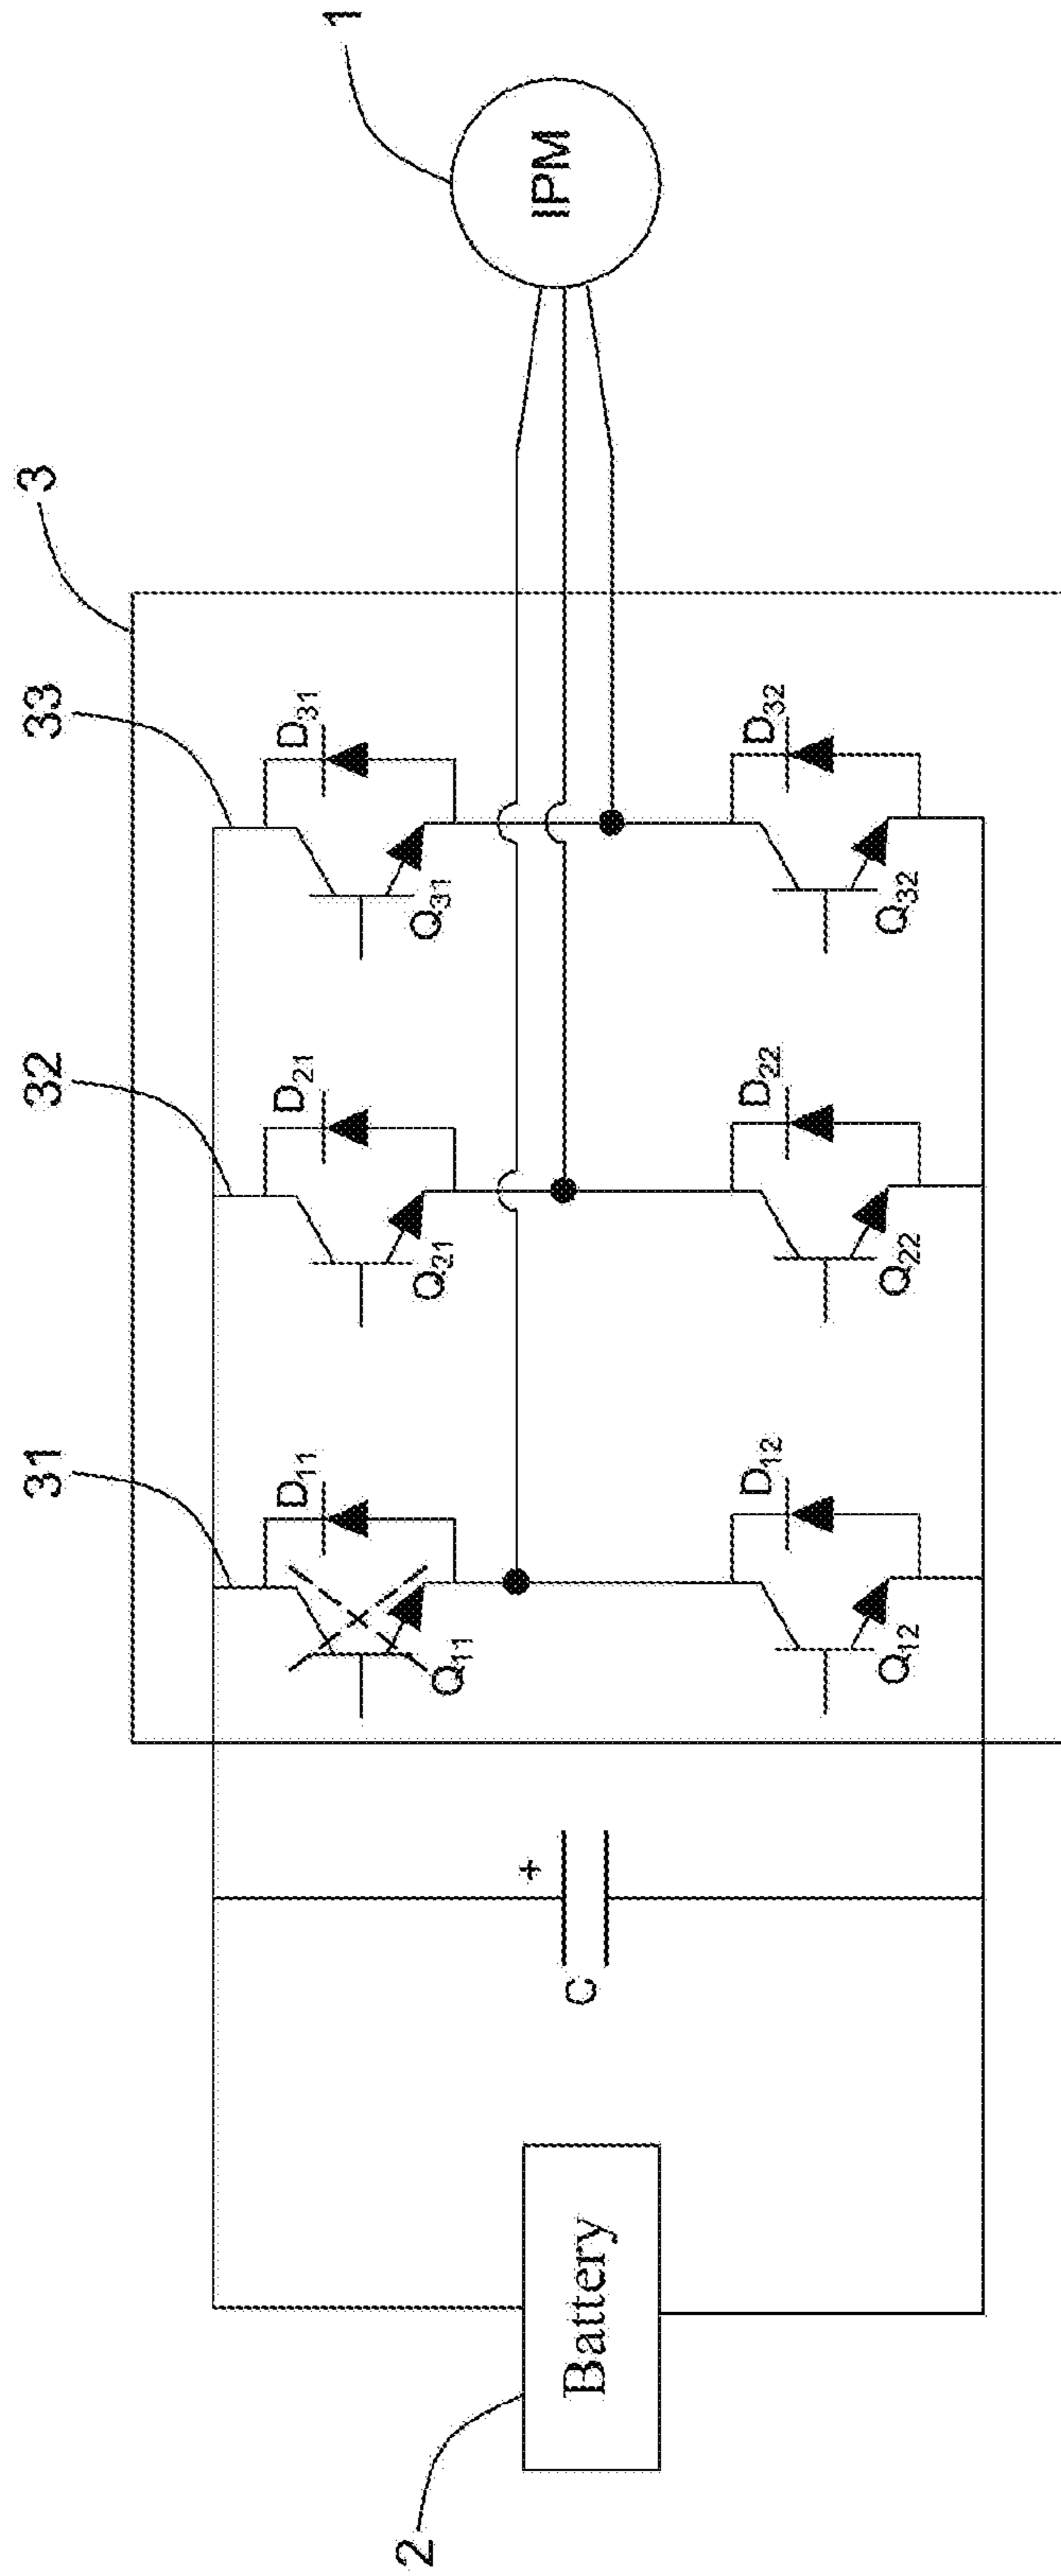 3
31
32
33
1
D₁₁
D₂₁
D₃₁
Q₁₁
Q₂₁
Q₃₁
IPM
+
C
2
Battery
D₁₂
D₂₂
D₃₂
Q₁₂
Q₂₂
Q₃₂